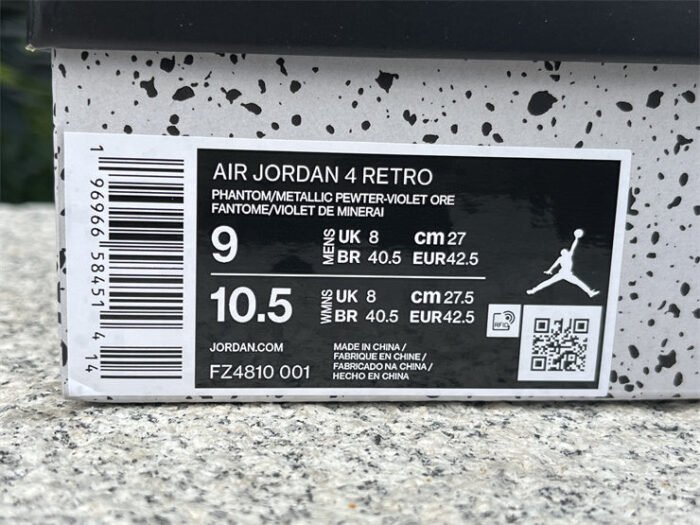 AIR JORDAN 4 RETRO
PHANTOM/METALLIC PEWTER-VIOLET ORE
FANTOME/VIOLET DE MINERAI
9 MENS UK 8 cm 27
BR 40.5 EUR 42.5
10.5 WMNS UK 8 cm 27.5
BR 40.5 EUR 42.5
RFID
JORDAN.COM
FZ4810 001
MADE IN CHINA /
FABRIQUE EN CHINE /
FABRICADO NA CHINA /
HECHO EN CHINA
1 96966 58451 4 14